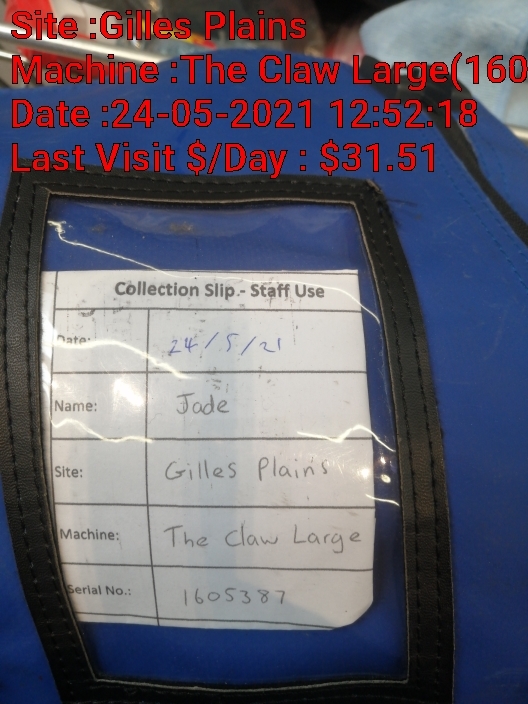 Site :Gilles Plains
Machine :The Claw Large(160
Date :24-05-2021 12:52:18
Last Visit $/Day : $31.51
Collection Slip - Staff Use
Date: 24/5/21
Name: Jade
Site: Gilles Plains
Machine: The Claw Large
Serial No.: 1605387